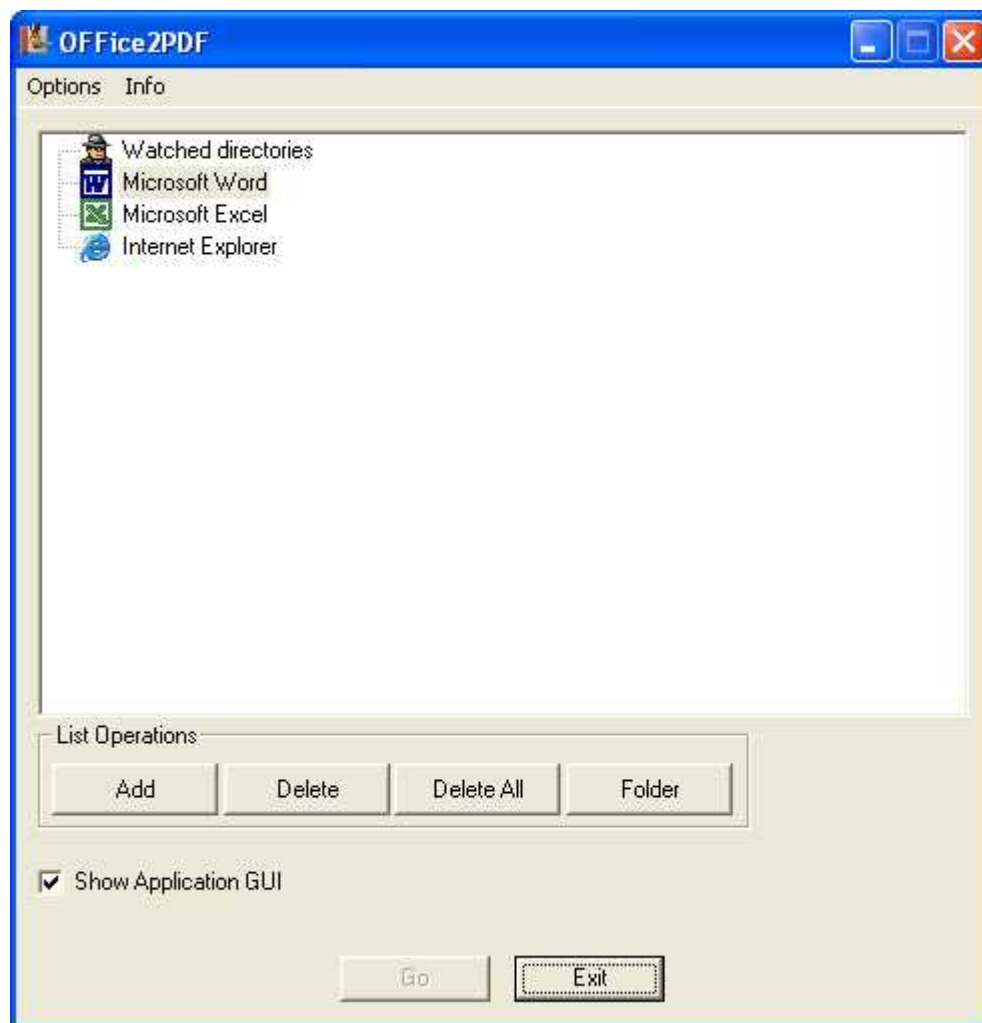 OFFice2PDF
Options Info
Watched directories
Microsoft Word
Microsoft Excel
Internet Explorer
List Operations
Add Delete Delete All Folder
Show Application GUI
Go Exit